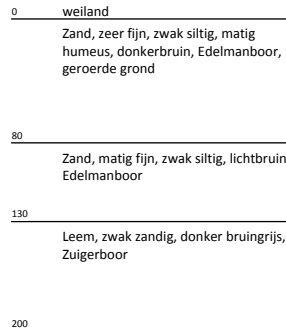 0 weiland
Zand, zeer fijn, zwak siltig, matig
humeus, donkerbruin, Edelmanboor,
geroerde grond
80
Zand, matig fijn, zwak siltig, lichtbruin
Edelmanboor
130
Leem, zwak zandig, donker bruingrijs,
Zuigerboor
200